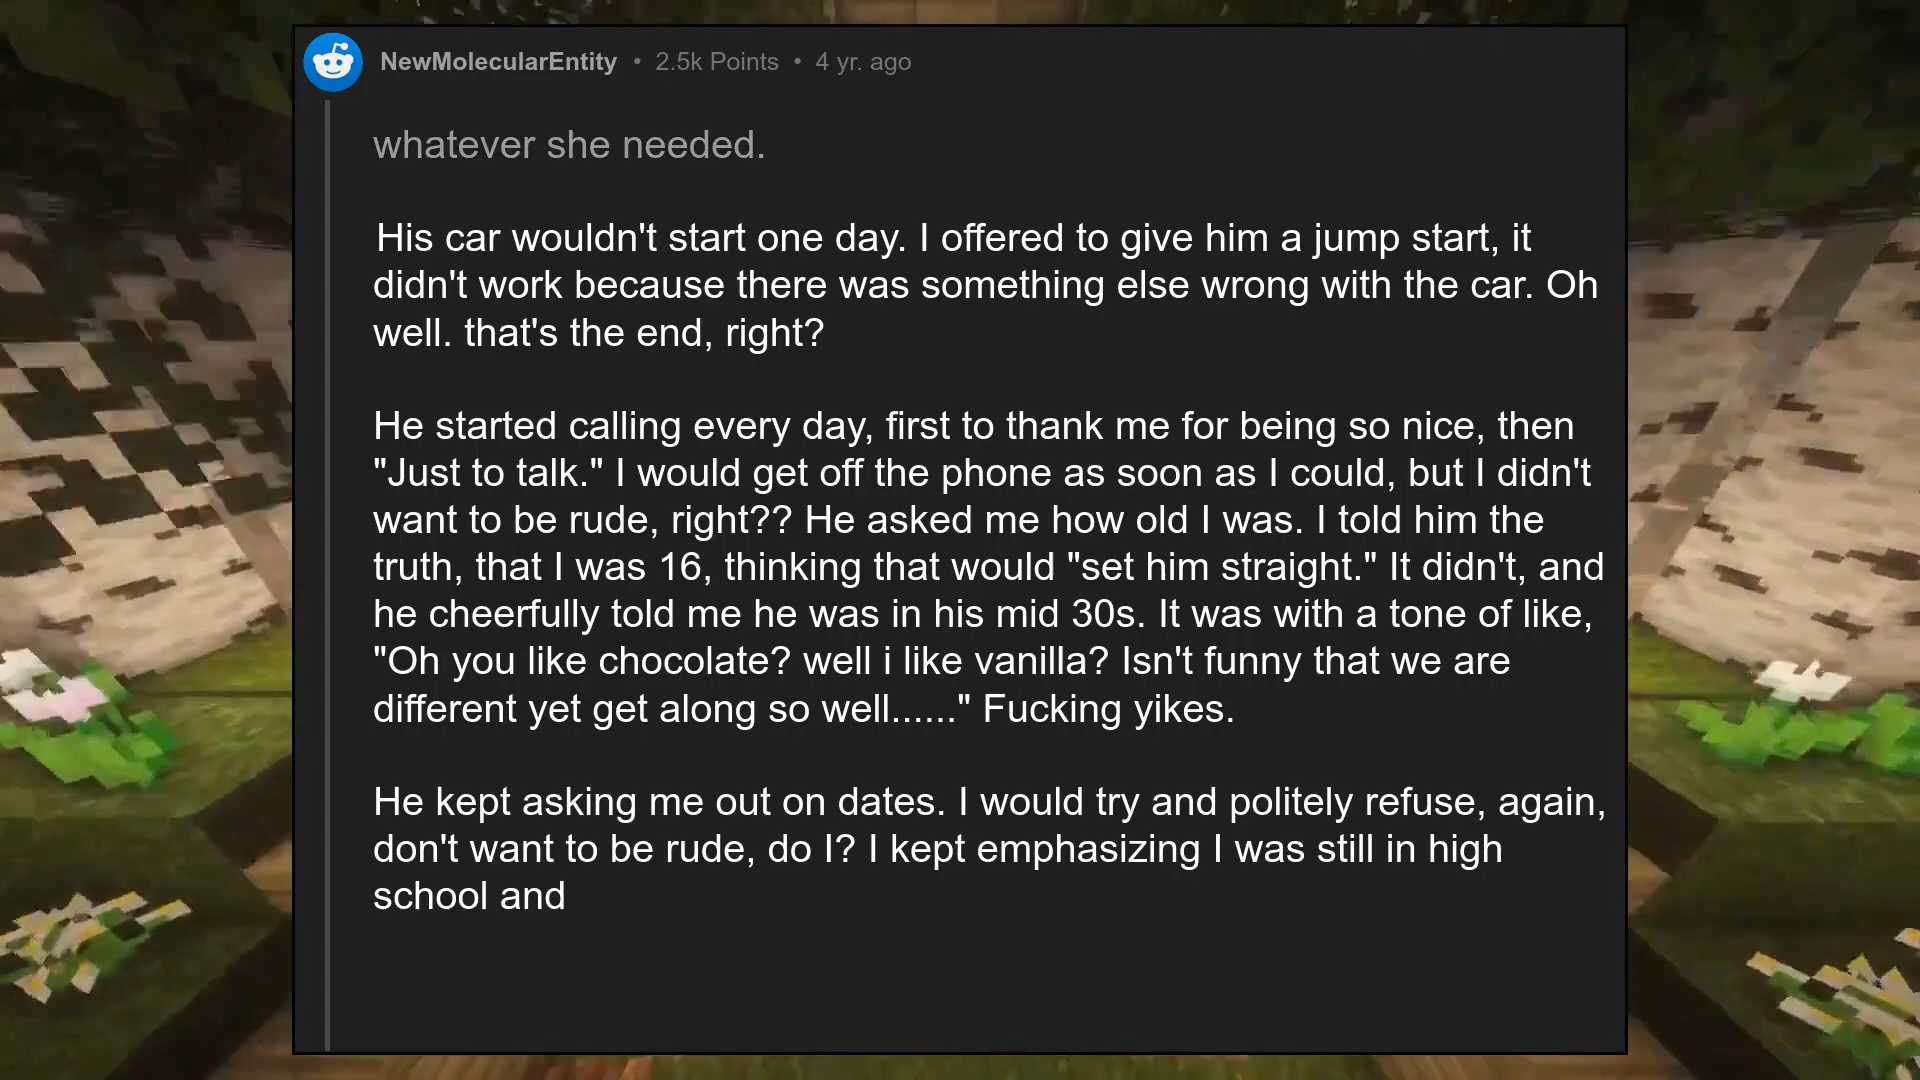 NewMolecularEntity • 2.5k Points • 4 yr. ago
whatever she needed.
His car wouldn't start one day. I offered to give him a jump start, it
didn't work because there was something else wrong with the car. Oh
well. that's the end, right?
He started calling every day, first to thank me for being so nice, then
"Just to talk." I would get off the phone as soon as I could, but I didn't
want to be rude, right?? He asked me how old I was. I told him the
truth, that I was 16, thinking that would "set him straight." It didn't, and
he cheerfully told me he was in his mid 30s. It was with a tone of like,
"Oh you like chocolate? well i like vanilla? Isn't funny that we are
different yet get along so well......" Fucking yikes.
He kept asking me out on dates. I would try and politely refuse, again,
don't want to be rude, do I? I kept emphasizing I was still in high
school and